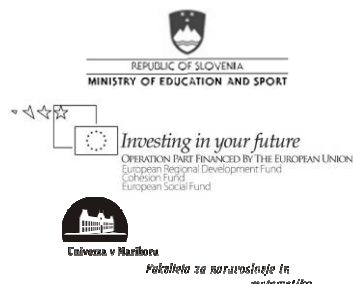 REPUBLIC OF SLOVENIA
MINISTRY OF EDUCATION AND SPORT
Investing in your future
OPERATION PART FINANCED BY THE EUROPEAN UNION
European Regional Development Fund
Cohesion Fund
European Social Fund
Univerza v Mariboru
Fakulteta za naravoslovje in
matematiko